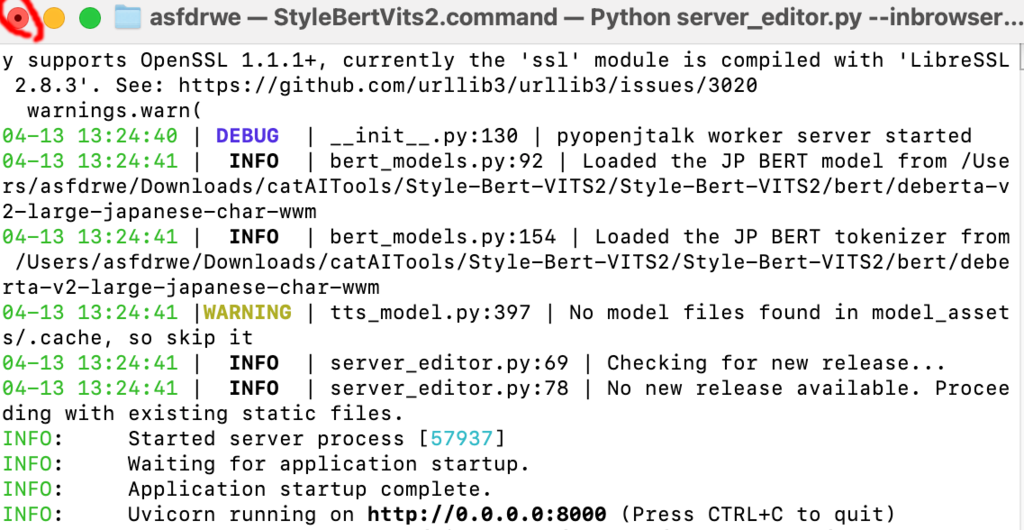 asfdrwe — StyleBertVits2.command — Python server_editor.py --inbrowser...
y supports OpenSSL 1.1.1+, currently the 'ssl' module is compiled with 'LibreSSL
 2.8.3'. See: https://github.com/urllib3/urllib3/issues/3020
  warnings.warn(
04-13 13:24:40 | DEBUG  | __init__.py:130 | pyopenjtalk worker server started
04-13 13:24:41 |  INFO  | bert_models.py:92 | Loaded the JP BERT model from /Use
rs/asfdrwe/Downloads/catAITools/Style-Bert-VITS2/Style-Bert-VITS2/bert/deberta-v
2-large-japanese-char-wwm
04-13 13:24:41 |  INFO  | bert_models.py:154 | Loaded the JP BERT tokenizer from
 /Users/asfdrwe/Downloads/catAITools/Style-Bert-VITS2/Style-Bert-VITS2/bert/debe
rta-v2-large-japanese-char-wwm
04-13 13:24:41 |WARNING | tts_model.py:397 | No model files found in model_asset
s/.cache, so skip it
04-13 13:24:41 |  INFO  | server_editor.py:69 | Checking for new release...
04-13 13:24:41 |  INFO  | server_editor.py:78 | No new release available. Procee
ding with existing static files.
INFO:     Started server process [57937]
INFO:     Waiting for application startup.
INFO:     Application startup complete.
INFO:     Uvicorn running on http://0.0.0.0:8000 (Press CTRL+C to quit)